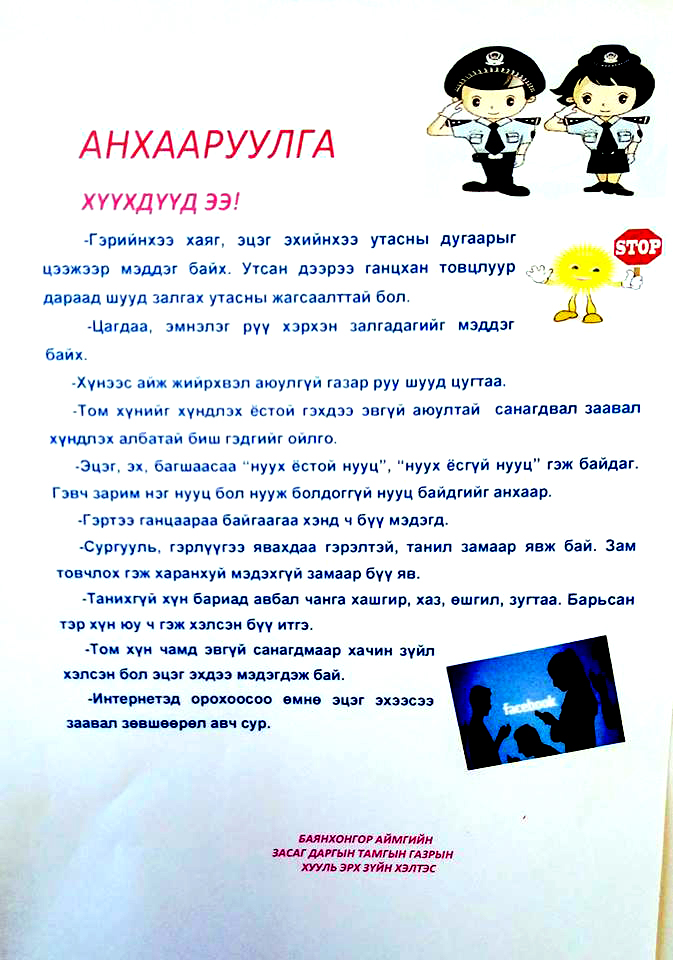 АНХААРУУЛГА
ХҮҮХДҮҮД ЭЭ!
-Гэрийнхээ хаяг, эцэг эхийнхээ утасны дугаарыг
цээжээр мэддэг байх. Утсан дээрээ ганцхан товцлуур
дараад шууд залгах утасны жагсаалттай бол.
STOP
-Цагдаа, эмнэлэг рүү хэрхэн залгадагийг мэддэг
байх.
-Хүнээс айж жийрхвэл аюулгүй газар руу шууд цугтаа.
-Том хүнийг хүндлэх ёстой гэхдээ эвгүй аюултай санагдвал заавал
хүндлэх албатай биш гэдгийг ойлго.
-Эцэг, эх, багшаасаа “нуух ёстой нууц”, “нуух ёсгүй нууц” гэж байдаг.
Гэвч зарим нэг нууц бол нууж болдоггүй нууц байдгийг анхаар.
-Гэртээ ганцаараа байгаагаа хэнд ч бүү мэдэгд.
-Сургууль, гэрлүүгээ явахдаа гэрэлтэй, танил замаар явж бай. Зам
товчлох гэж харанхуй мэдэхгүй замаар бүү яв.
-Танихгүй хүн бариад авбал чанга хашгир, хаз, өшгил, зугтаа. Барьсан
тэр хүн юу ч гэж хэлсэн бүү итгэ.
-Том хүн чамд эвгүй санагдмаар хачин зүйл
хэлсэн бол эцэг эхдээ мэдэгдэж бай.
-Интернетэд орохоосоо өмнө эцэг эхээсээ
заавал зөвшөөрөл авч сур.
facebook
БАЯНХОНГОР АЙМГИЙН
ЗАСАГ ДАРГЫН ТАМГЫН ГАЗРЫН
ХУУЛЬ ЭРХ ЗҮЙН ХЭЛТЭС